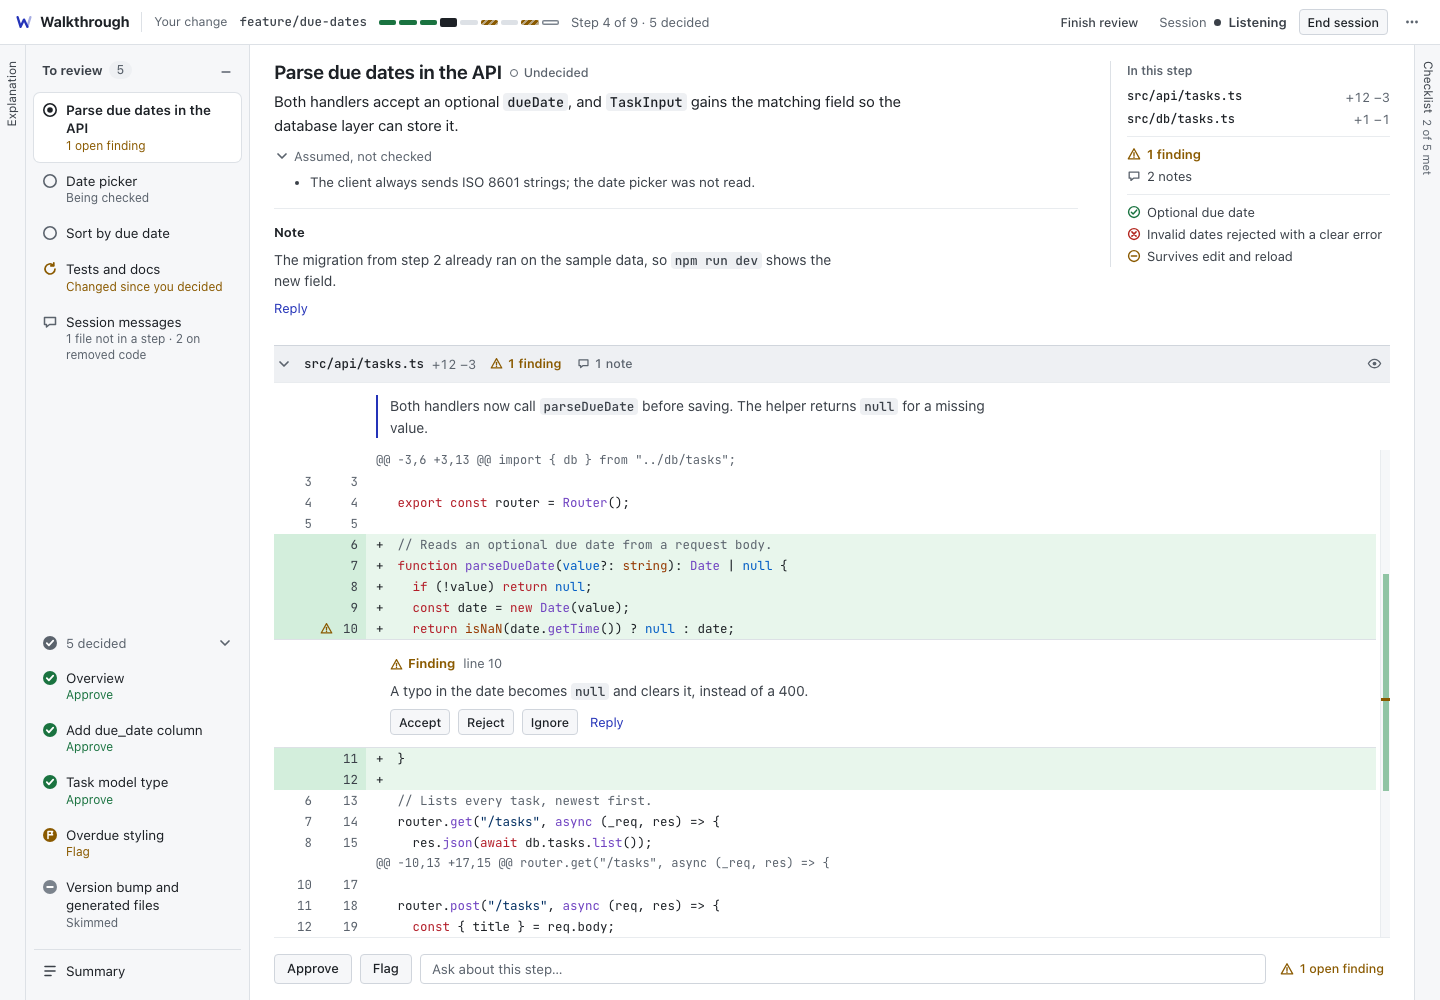 Walkthrough
Your change feature/due-dates Step 4 of 9 · 5 decided
Finish review Session Listening End session
Explanation
To review 5
Parse due dates in the API
1 open finding
Date picker
Being checked
Sort by due date
Tests and docs
Changed since you decided
Session messages
1 file not in a step · 2 on
removed code
5 decided
Overview
Approve
Add due_date column
Approve
Task model type
Approve
Overdue styling
Flag
Version bump and
generated files
Skimmed
Summary
Parse due dates in the API Undecided
Both handlers accept an optional dueDate, and TaskInput gains the matching field so the
database layer can store it.
Assumed, not checked
• The client always sends ISO 8601 strings; the date picker was not read.
Note
The migration from step 2 already ran on the sample data, so npm run dev shows the
new field.
Reply
In this step
src/api/tasks.ts +12 −3
src/db/tasks.ts +1 −1
1 finding
2 notes
Optional due date
Invalid dates rejected with a clear error
Survives edit and reload
Checklist 2 of 5 met
src/api/tasks.ts +12 −3 1 finding 1 note
Both handlers now call parseDueDate before saving. The helper returns null for a missing
value.
@@ -3,6 +3,13 @@ import { db } from "../db/tasks";
3 3
4 4 export const router = Router();
5 5
6 + // Reads an optional due date from a request body.
7 + function parseDueDate(value?: string): Date | null {
8 + if (!value) return null;
9 + const date = new Date(value);
10 + return isNaN(date.getTime()) ? null : date;
Finding line 10
A typo in the date becomes null and clears it, instead of a 400.
Accept Reject Ignore Reply
11 + }
12 +
6 13 // Lists every task, newest first.
7 14 router.get("/tasks", async (_req, res) => {
8 15 res.json(await db.tasks.list());
@@ -10,13 +17,15 @@ router.get("/tasks", async (_req, res) => {
10 17
11 18 router.post("/tasks", async (req, res) => {
12 19 const { title } = req.body;
Approve Flag Ask about this step… 1 open finding